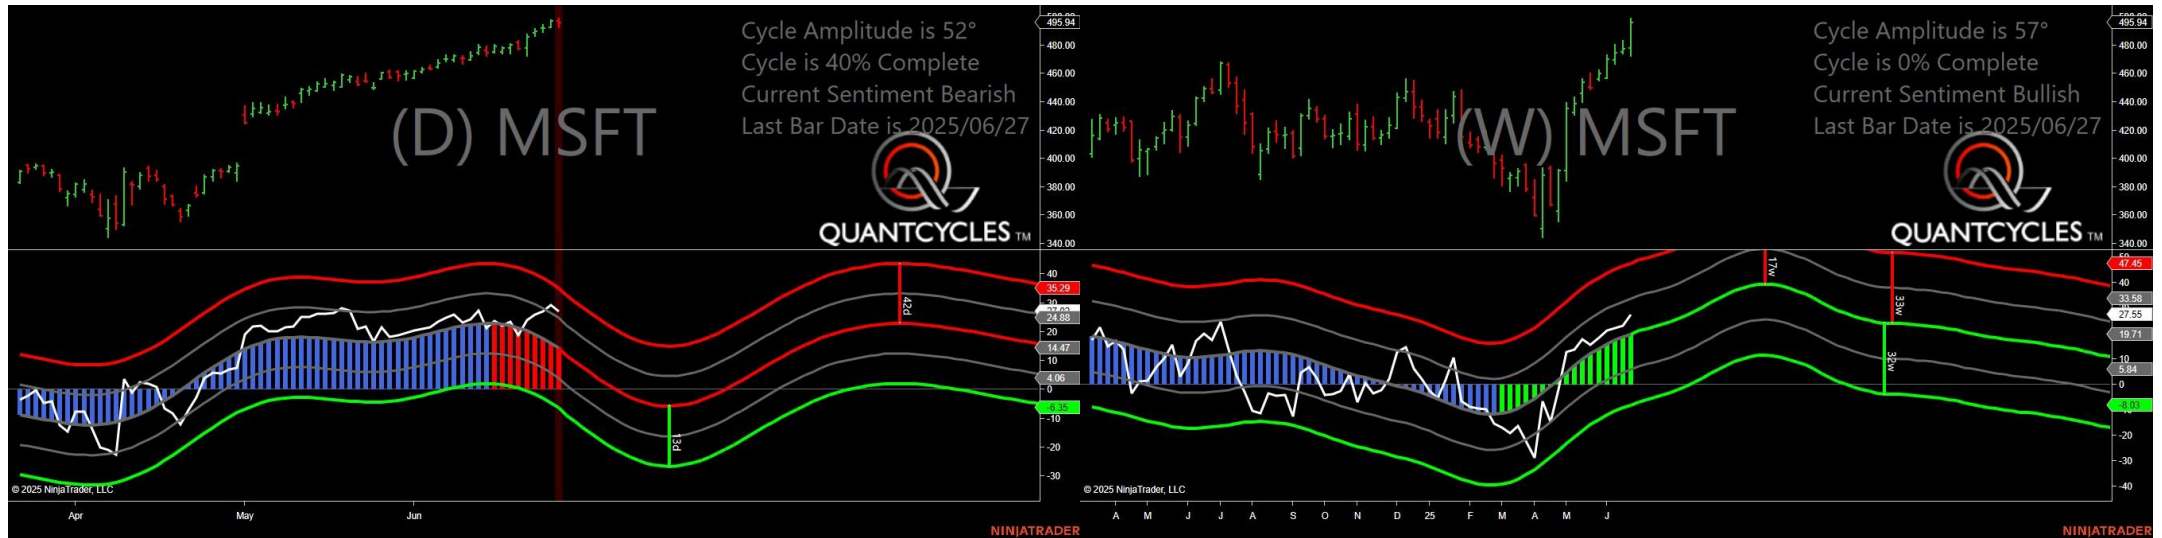 Cycle Amplitude is 52°
Cycle is 40% Complete
Current Sentiment Bearish
Last Bar Date is 2025/06/27
(D) MSFT
QUANTCYCLES TM
495.94
480.00
460.00
440.00
420.00
400.00
380.00
360.00
340.00
40
35.29
30
24.88
20
14.47
10
4.06
0
-6.35
-10
-20
-30
42d
13d
© 2025 NinjaTrader, LLC
Apr May Jun
NINJATRADER
Cycle Amplitude is 57°
Cycle is 0% Complete
Current Sentiment Bullish
Last Bar Date is 2025/06/27
(W) MSFT
QUANTCYCLES TM
495.94
480.00
460.00
440.00
420.00
400.00
380.00
360.00
340.00
47.45
40
33.58
27.55
19.71
10
5.84
0
-8.03
-20
-30
-40
17w
33w
32w
© 2025 NinjaTrader, LLC
A M J J A S O N D 25 F M A M J
NINJATRADER